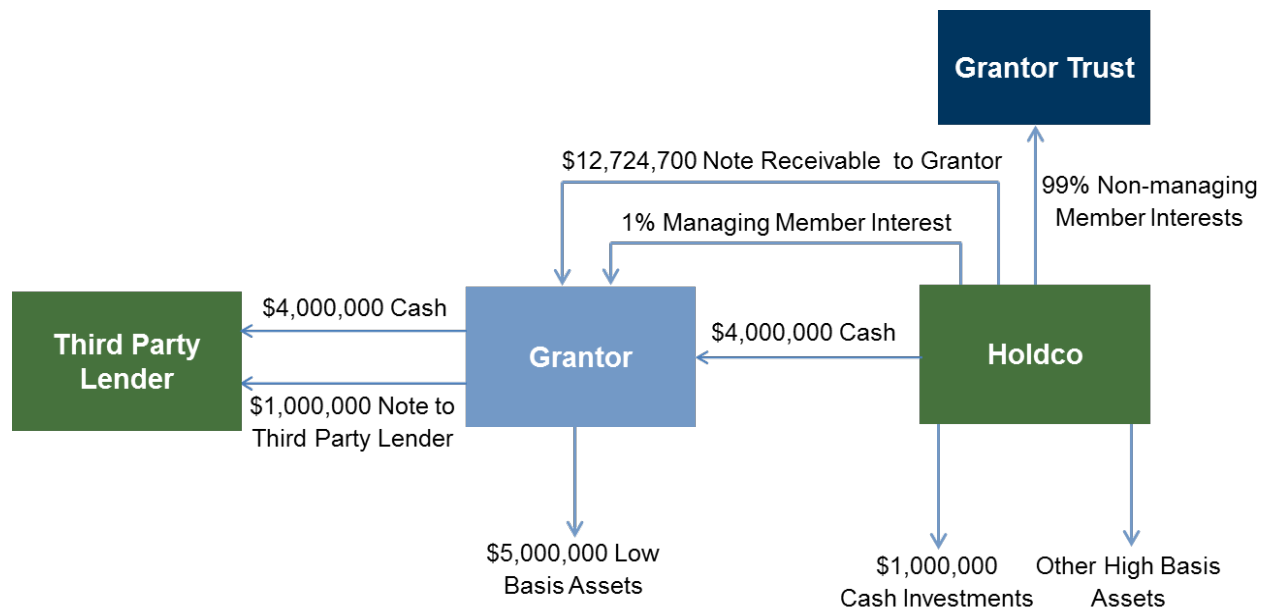 Grantor Trust
$12,724,700 Note Receivable to Grantor
99% Non-managing
Member Interests
1% Managing Member Interest
Third Party
Lender
$4,000,000 Cash
Grantor
$4,000,000 Cash
Holdco
$1,000,000 Note to
Third Party Lender
$5,000,000 Low
Basis Assets
$1,000,000
Cash Investments
Other High Basis
Assets